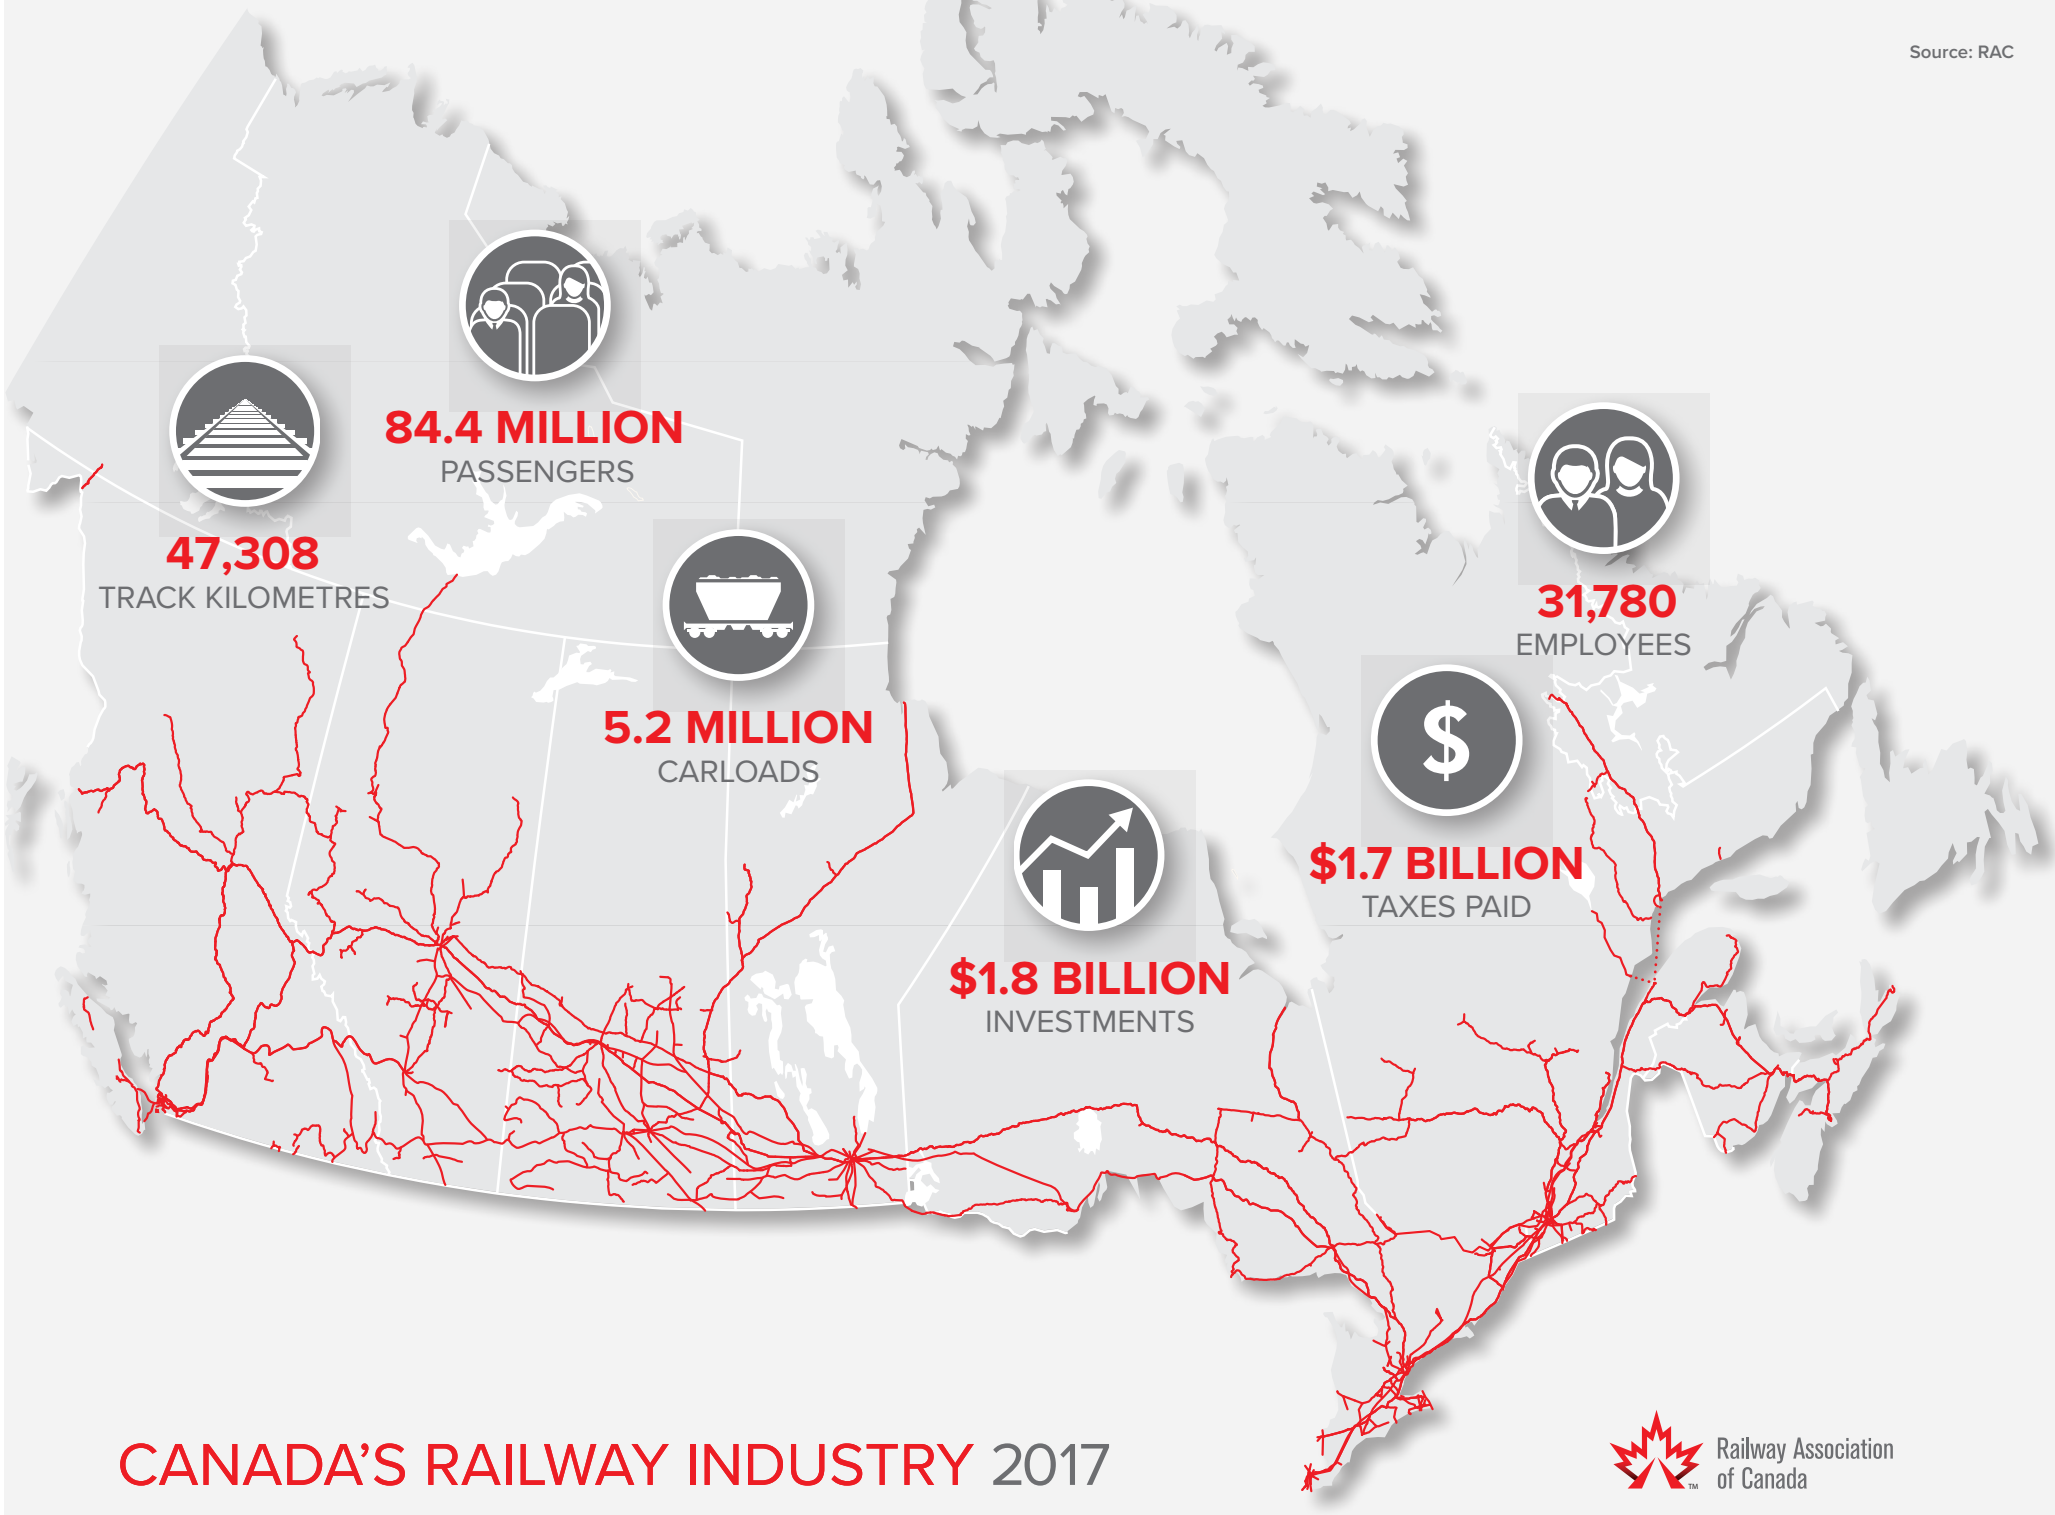 Source: RAC
84.4 MILLION
PASSENGERS
47,308
TRACK KILOMETRES
31,780
EMPLOYEES
5.2 MILLION
CARLOADS
$
$1.7 BILLION
TAXES PAID
$1.8 BILLION
INVESTMENTS
CANADA'S RAILWAY INDUSTRY 2017
Railway Association
of Canada
TM